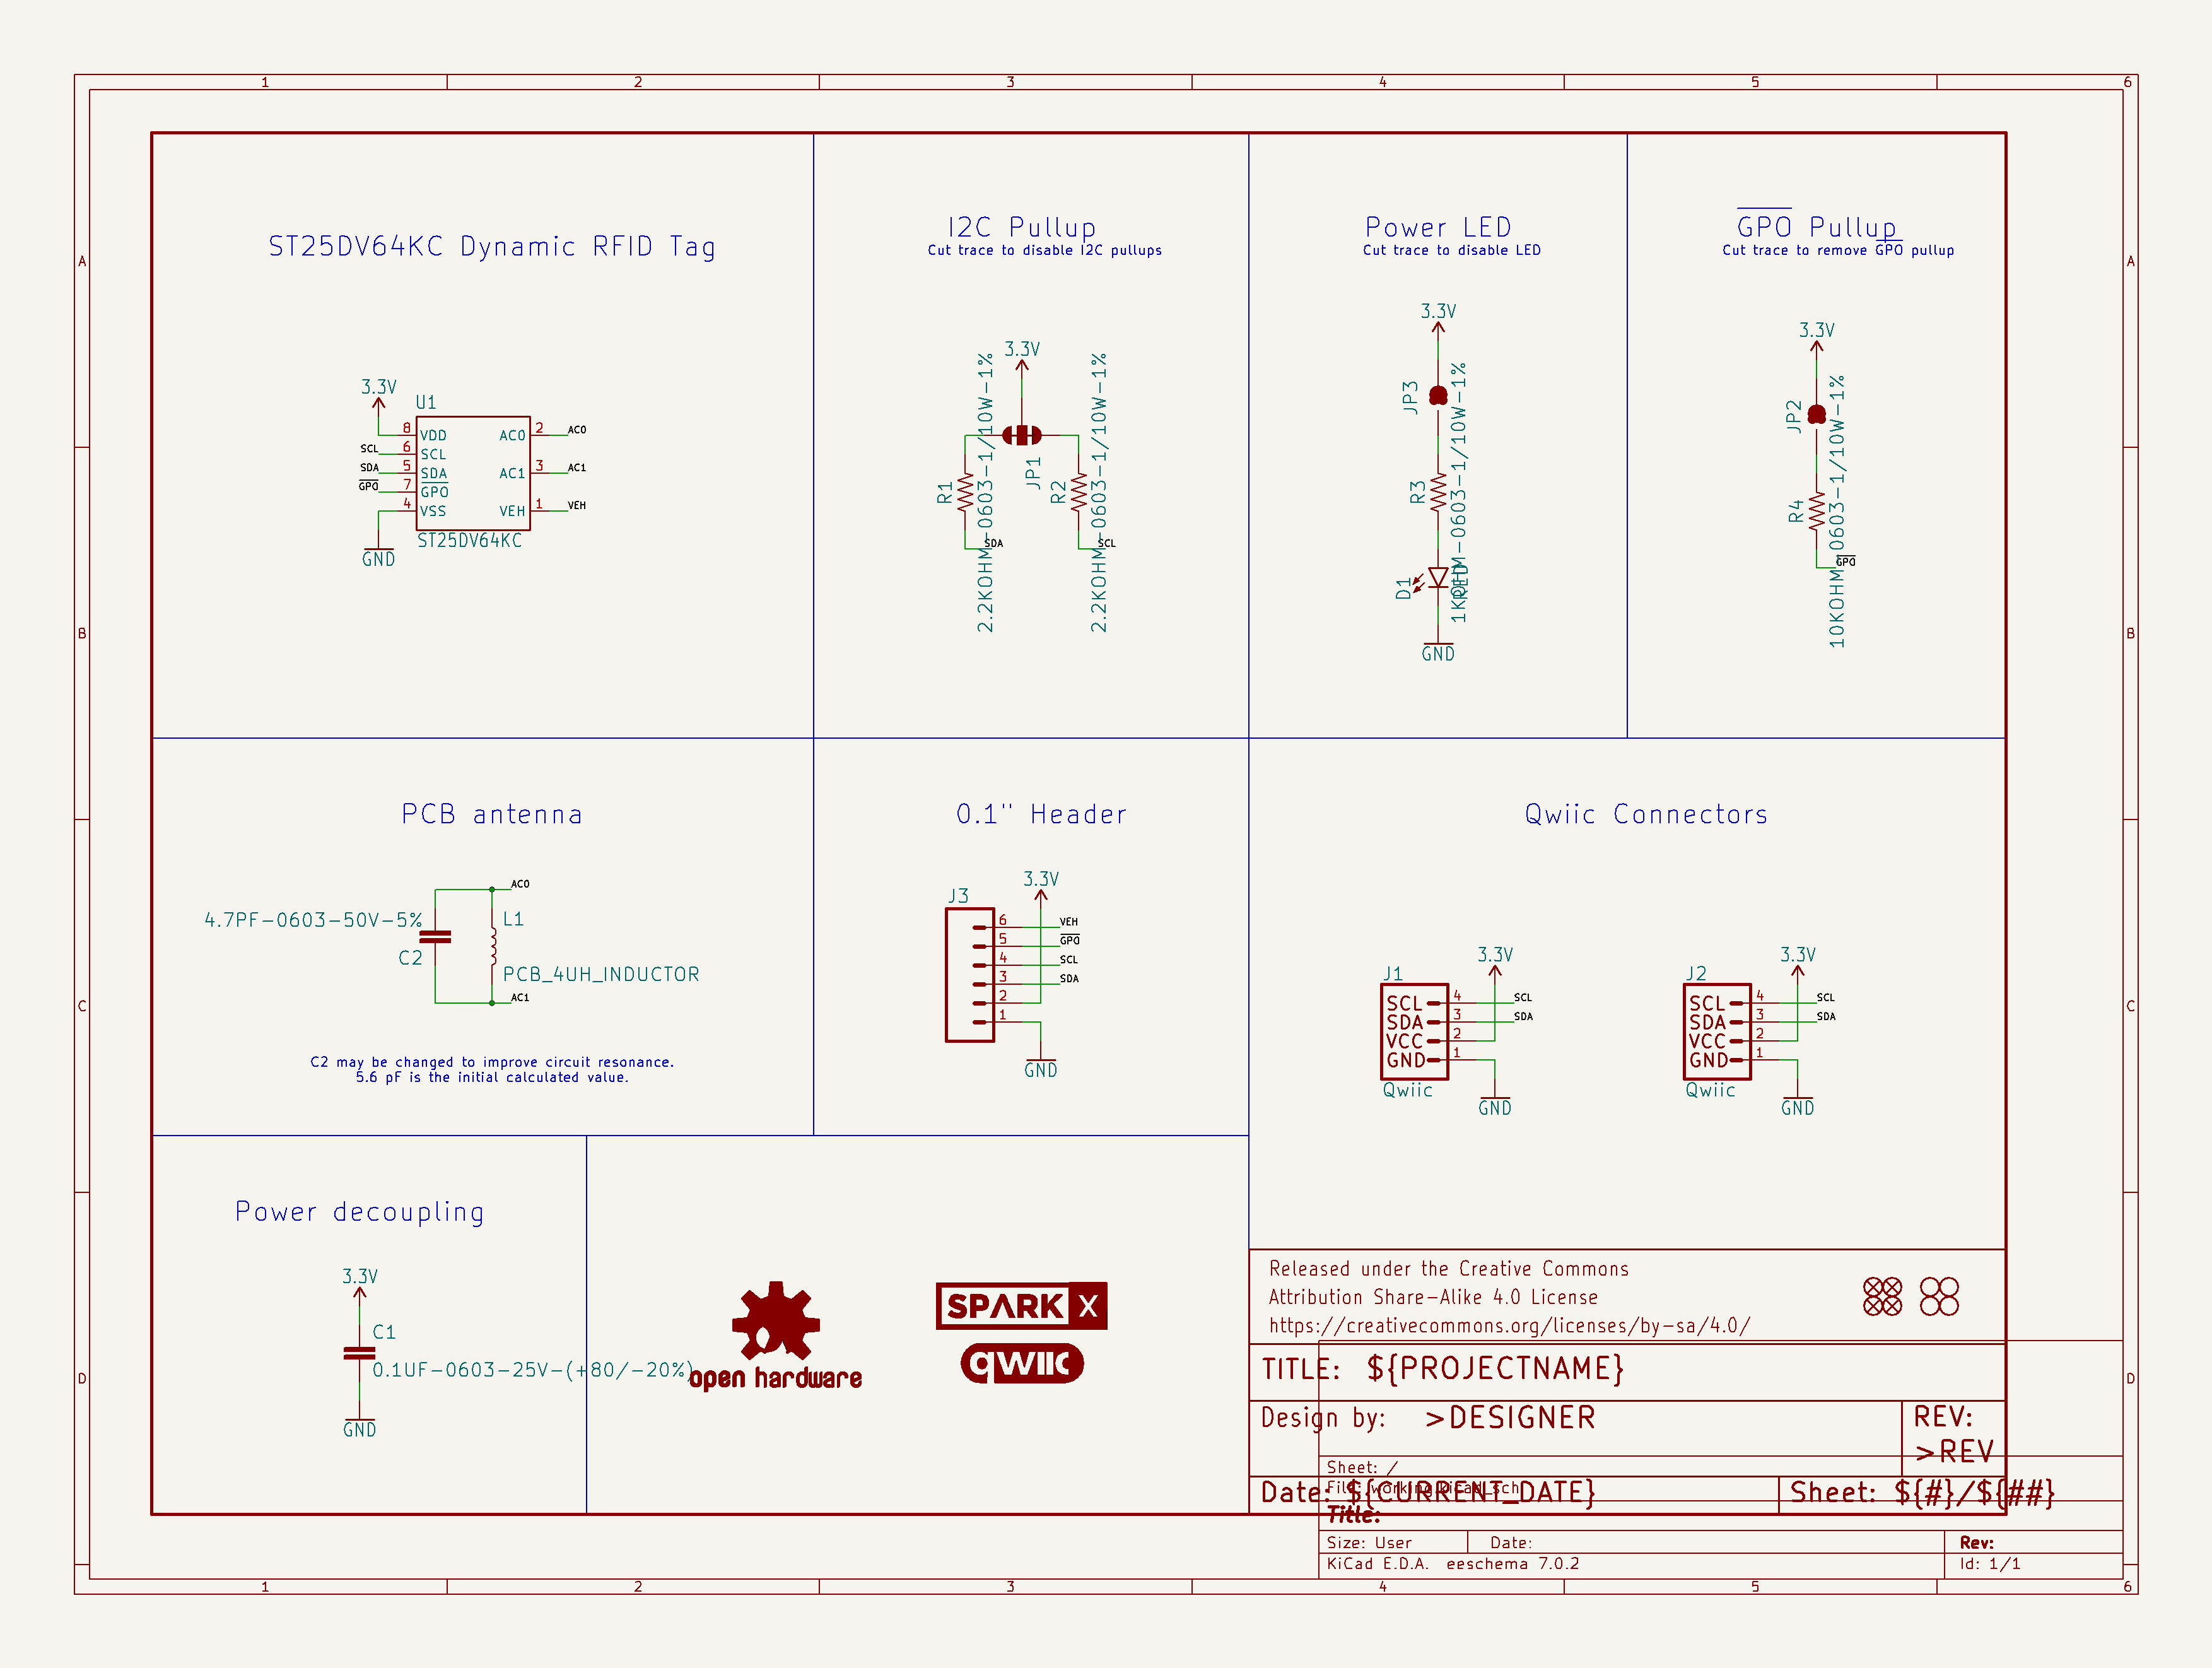 1 2 3 4 5 6
A
B
C
D
A
B
C
D
ST25DV64KC Dynamic RFID Tag
3.3V
U1
8 VDD
SCL 6 SCL
SDA 5 SDA
GPO 7 GPO
4 VSS
AC0 2 AC0
AC1 3 AC1
VEH 1 VEH
ST25DV64KC
GND
I2C Pullup
Cut trace to disable I2C pullups
3.3V
JP1
R1
2.2KOHM-0603-1/10W-1%
R2
2.2KOHM-0603-1/10W-1%
SDA
SCL
Power LED
Cut trace to disable LED
3.3V
JP3
R3
1KOHM-0603-1/10W-1%
D1
RED
GND
GPO Pullup
Cut trace to remove GPO pullup
3.3V
JP2
R4
10KOHM-0603-1/10W-1%
GPO
PCB antenna
AC0
4.7PF-0603-50V-5%
C2
L1
PCB_4UH_INDUCTOR
AC1
C2 may be changed to improve circuit resonance.
5.6 pF is the initial calculated value.
0.1" Header
3.3V
J3
6 VEH
5 GPO
4 SCL
3 SDA
2
1
GND
Qwiic Connectors
3.3V
J1
SCL 4 SCL
SDA 3 SDA
VCC 2
GND 1
Qwiic
GND
3.3V
J2
SCL 4 SCL
SDA 3 SDA
VCC 2
GND 1
Qwiic
GND
Power decoupling
3.3V
C1
0.1UF-0603-25V-(+80/-20%)
GND
open hardware
SPARK X
qwiic
Released under the Creative Commons
Attribution Share-Alike 4.0 License
https://creativecommons.org/licenses/by-sa/4.0/
TITLE: ${PROJECTNAME}
Design by: >DESIGNER
REV:
>REV
Date: ${CURRENT_DATE}
Sheet: ${#}/${##}
Sheet: /
File: working.kicad_sch
Title:
Size: User Date: Rev:
KiCad E.D.A. eeschema 7.0.2 Id: 1/1
1 2 3 4 5 6